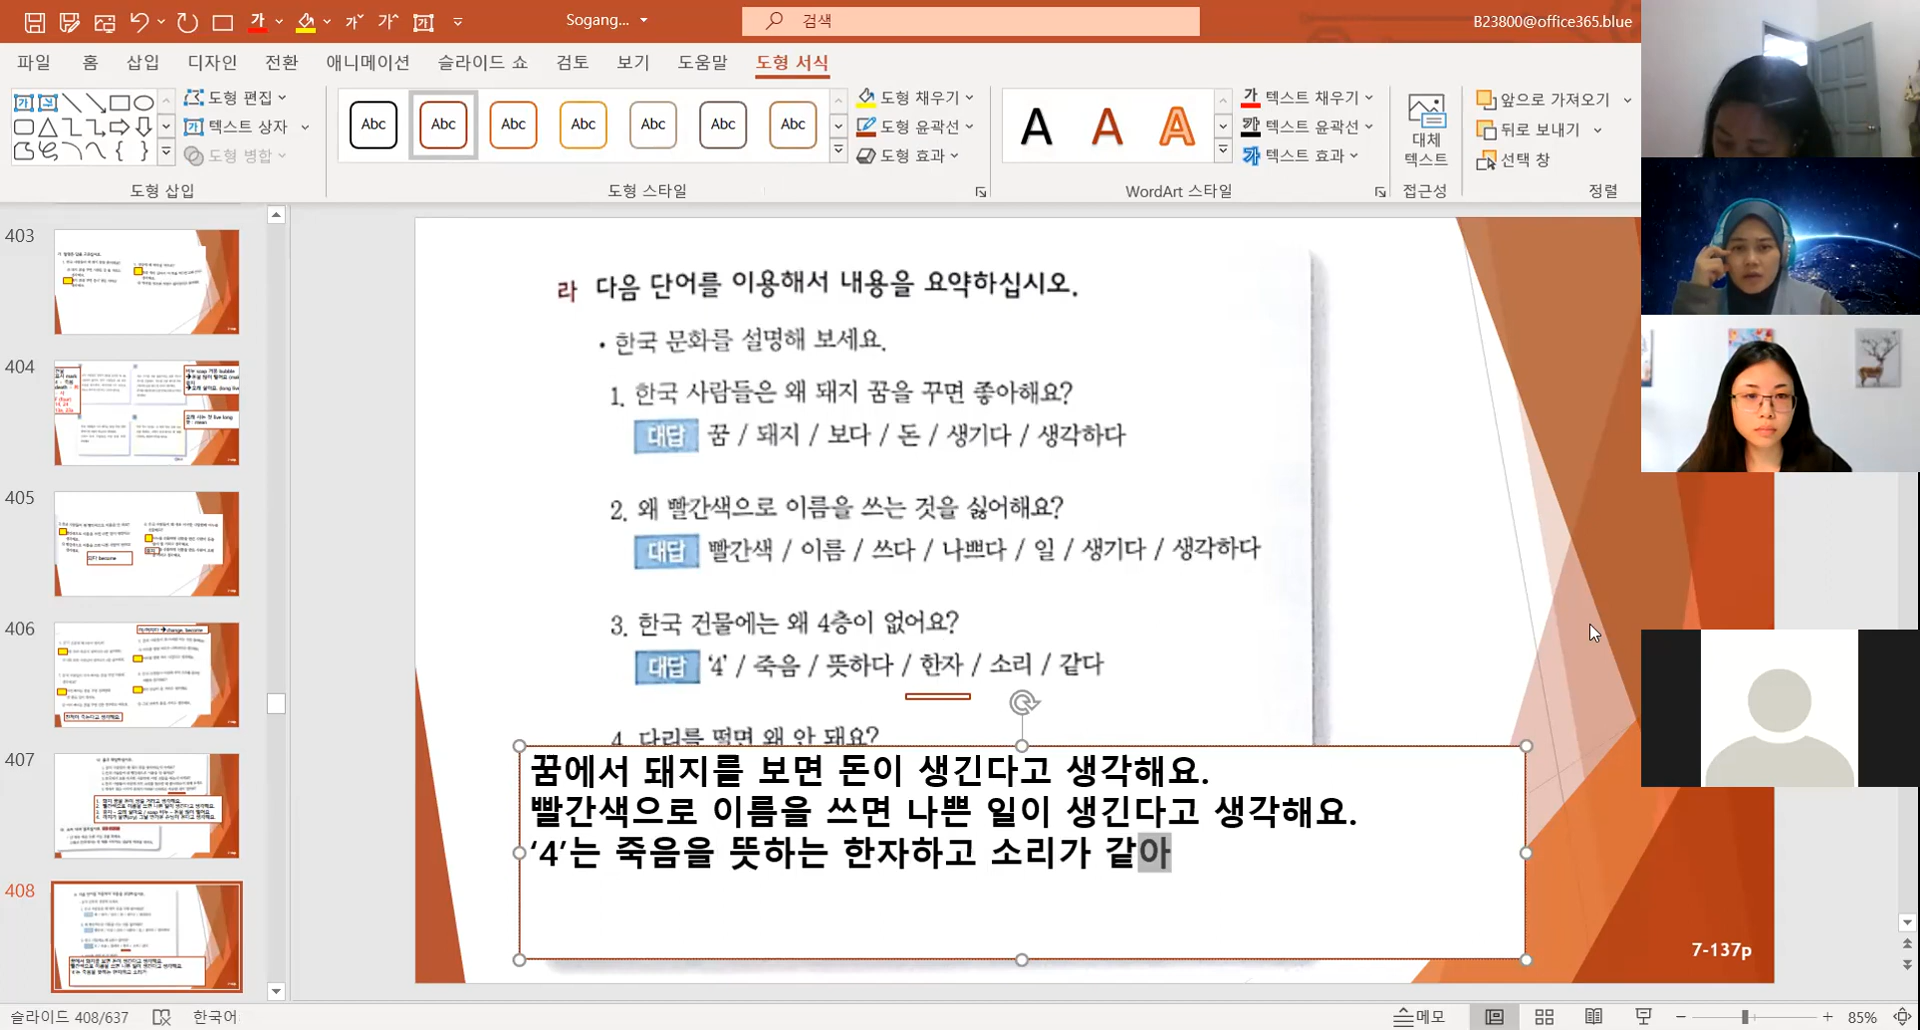 Sogang...
검색
B23800@office365.blue
파일 홈 삽입 디자인 전환 애니메이션 슬라이드 쇼 검토 보기 도움말 도형 서식
도형 편집
텍스트 상자
도형 병합
도형 삽입
Abc Abc Abc Abc Abc Abc Abc
도형 채우기
도형 윤곽선
도형 효과
도형 스타일
A A A
텍스트 채우기
텍스트 윤곽선
텍스트 효과
WordArt 스타일
대체
텍스트
접근성
앞으로 가져오기
뒤로 보내기
선택 창
정렬
403
404
405
406
407
408
라 다음 단어를 이용해서 내용을 요약하십시오.
• 한국 문화를 설명해 보세요.
1. 한국 사람들은 왜 돼지 꿈을 꾸면 좋아해요?
대답 꿈 / 돼지 / 보다 / 돈 / 생기다 / 생각하다
2. 왜 빨간색으로 이름을 쓰는 것을 싫어해요?
대답 빨간색 / 이름 / 쓰다 / 나쁘다 / 일 / 생기다 / 생각하다
3. 한국 건물에는 왜 4층이 없어요?
대답 ‘4’ / 죽음 / 뜻하다 / 한자 / 소리 / 같다
4. 다리를 떨면 왜 안 돼요?
꿈에서 돼지를 보면 돈이 생긴다고 생각해요.
빨간색으로 이름을 쓰면 나쁜 일이 생긴다고 생각해요.
‘4’는 죽음을 뜻하는 한자하고 소리가 같아
7-137p
슬라이드 408/637 한국어
메모
85%